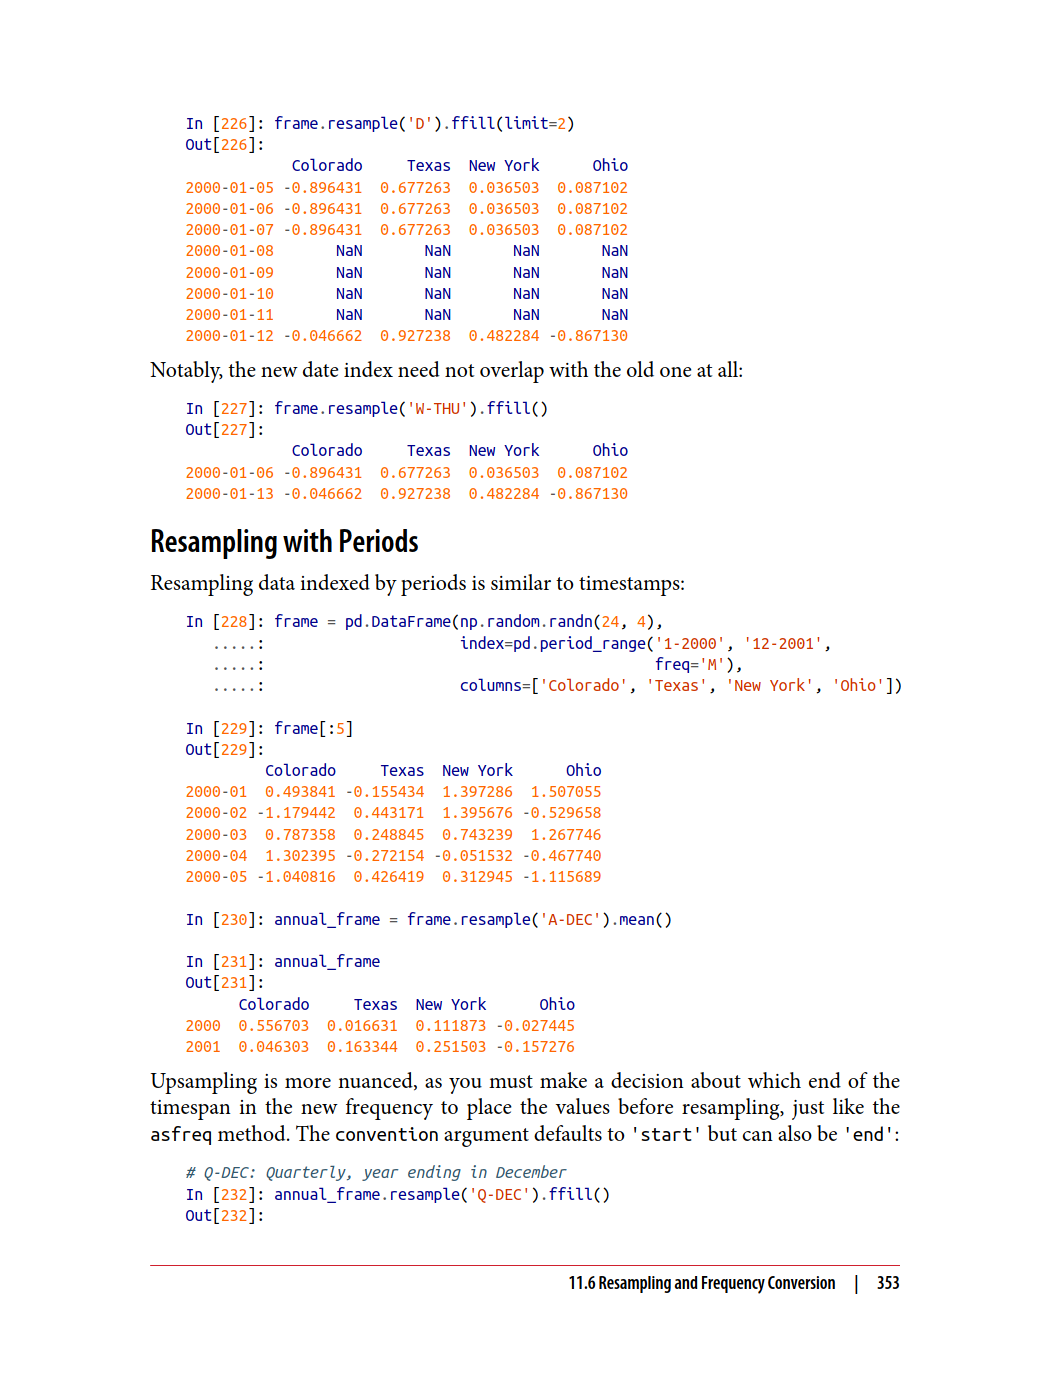 In [226]: frame.resample('D').ffill(limit=2)
Out[226]:
            Colorado     Texas  New York      Ohio
2000-01-05 -0.896431  0.677263  0.036503  0.087102
2000-01-06 -0.896431  0.677263  0.036503  0.087102
2000-01-07 -0.896431  0.677263  0.036503  0.087102
2000-01-08       NaN       NaN       NaN       NaN
2000-01-09       NaN       NaN       NaN       NaN
2000-01-10       NaN       NaN       NaN       NaN
2000-01-11       NaN       NaN       NaN       NaN
2000-01-12 -0.046662  0.927238  0.482284 -0.867130
Notably, the new date index need not overlap with the old one at all:
In [227]: frame.resample('W-THU').ffill()
Out[227]:
            Colorado     Texas  New York      Ohio
2000-01-06 -0.896431  0.677263  0.036503  0.087102
2000-01-13 -0.046662  0.927238  0.482284 -0.867130
Resampling with Periods
Resampling data indexed by periods is similar to timestamps:
In [228]: frame = pd.DataFrame(np.random.randn(24, 4),
   .....:                      index=pd.period_range('1-2000', '12-2001',
   .....:                                            freq='M'),
   .....:                      columns=['Colorado', 'Texas', 'New York', 'Ohio'])
In [229]: frame[:5]
Out[229]:
         Colorado     Texas  New York      Ohio
2000-01  0.493841 -0.155434  1.397286  1.507055
2000-02 -1.179442  0.443171  1.395676 -0.529658
2000-03  0.787358  0.248845  0.743239  1.267746
2000-04  1.302395 -0.272154 -0.051532 -0.467740
2000-05 -1.040816  0.426419  0.312945 -1.115689
In [230]: annual_frame = frame.resample('A-DEC').mean()
In [231]: annual_frame
Out[231]:
      Colorado     Texas  New York      Ohio
2000  0.556703  0.016631  0.111873 -0.027445
2001  0.046303  0.163344  0.251503 -0.157276
Upsampling is more nuanced, as you must make a decision about which end of the
timespan in the new frequency to place the values before resampling, just like the
asfreq method. The convention argument defaults to 'start' but can also be 'end':
# Q-DEC: Quarterly, year ending in December
In [232]: annual_frame.resample('Q-DEC').ffill()
Out[232]:
11.6 Resampling and Frequency Conversion | 353